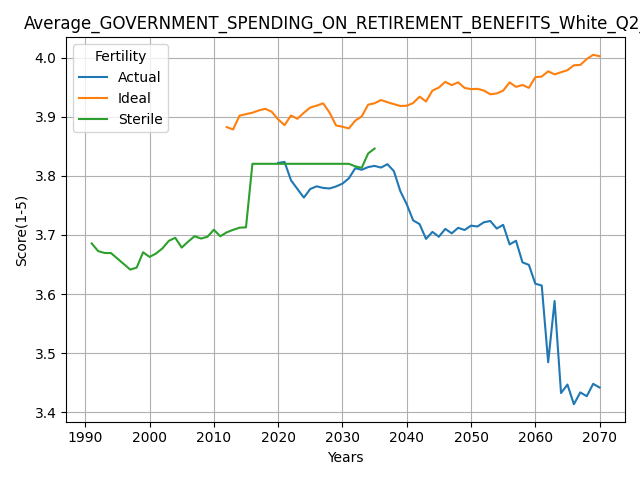 Average_GOVERNMENT_SPENDING_ON_RETIREMENT_BENEFITS_White_Q2_
Fertility
Actual
Ideal
Sterile
4.0
3.9
3.8
3.7
3.6
3.5
3.4
Score(1-5)
1990 2000 2010 2020 2030 2040 2050 2060 2070
Years